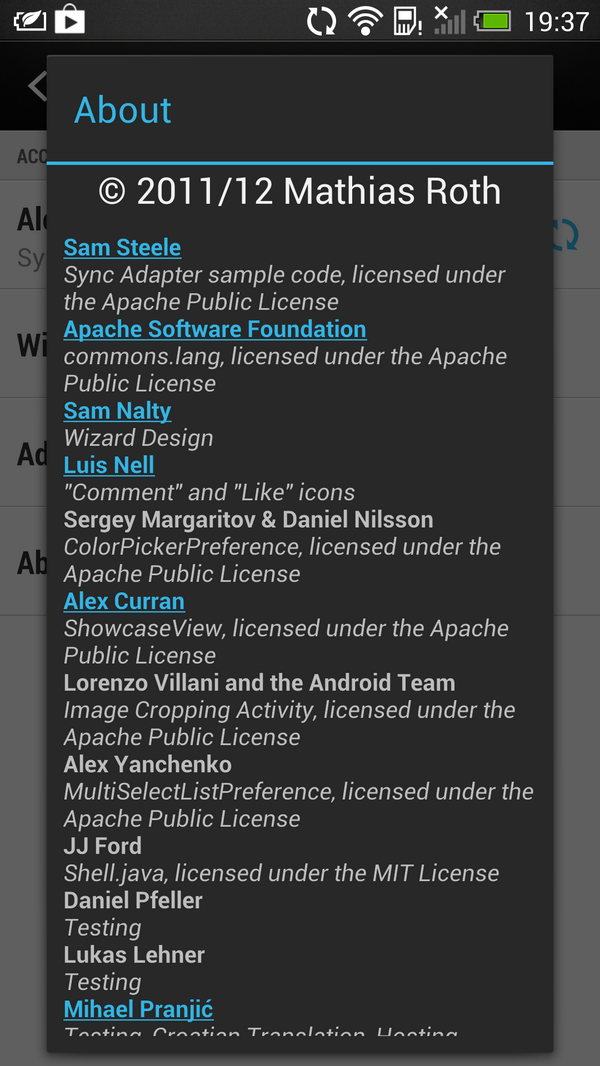 19:37
About
ACC
© 2011/12 Mathias Roth
Sam Steele
Sync Adapter sample code, licensed under
the Apache Public License
Apache Software Foundation
commons.lang, licensed under the Apache
Public License
Sam Nalty
Wizard Design
Luis Nell
"Comment" and "Like" icons
Sergey Margaritov & Daniel Nilsson
ColorPickerPreference, licensed under the
Apache Public License
Alex Curran
ShowcaseView, licensed under the Apache
Public License
Lorenzo Villani and the Android Team
Image Cropping Activity, licensed under the
Apache Public License
Alex Yanchenko
MultiSelectListPreference, licensed under the
Apache Public License
JJ Ford
Shell.java, licensed under the MIT License
Daniel Pfeller
Testing
Lukas Lehner
Testing
Mihael Pranjić
Testing, Croatian Translation, Hosting
Sy
Wi
Ad
Ab